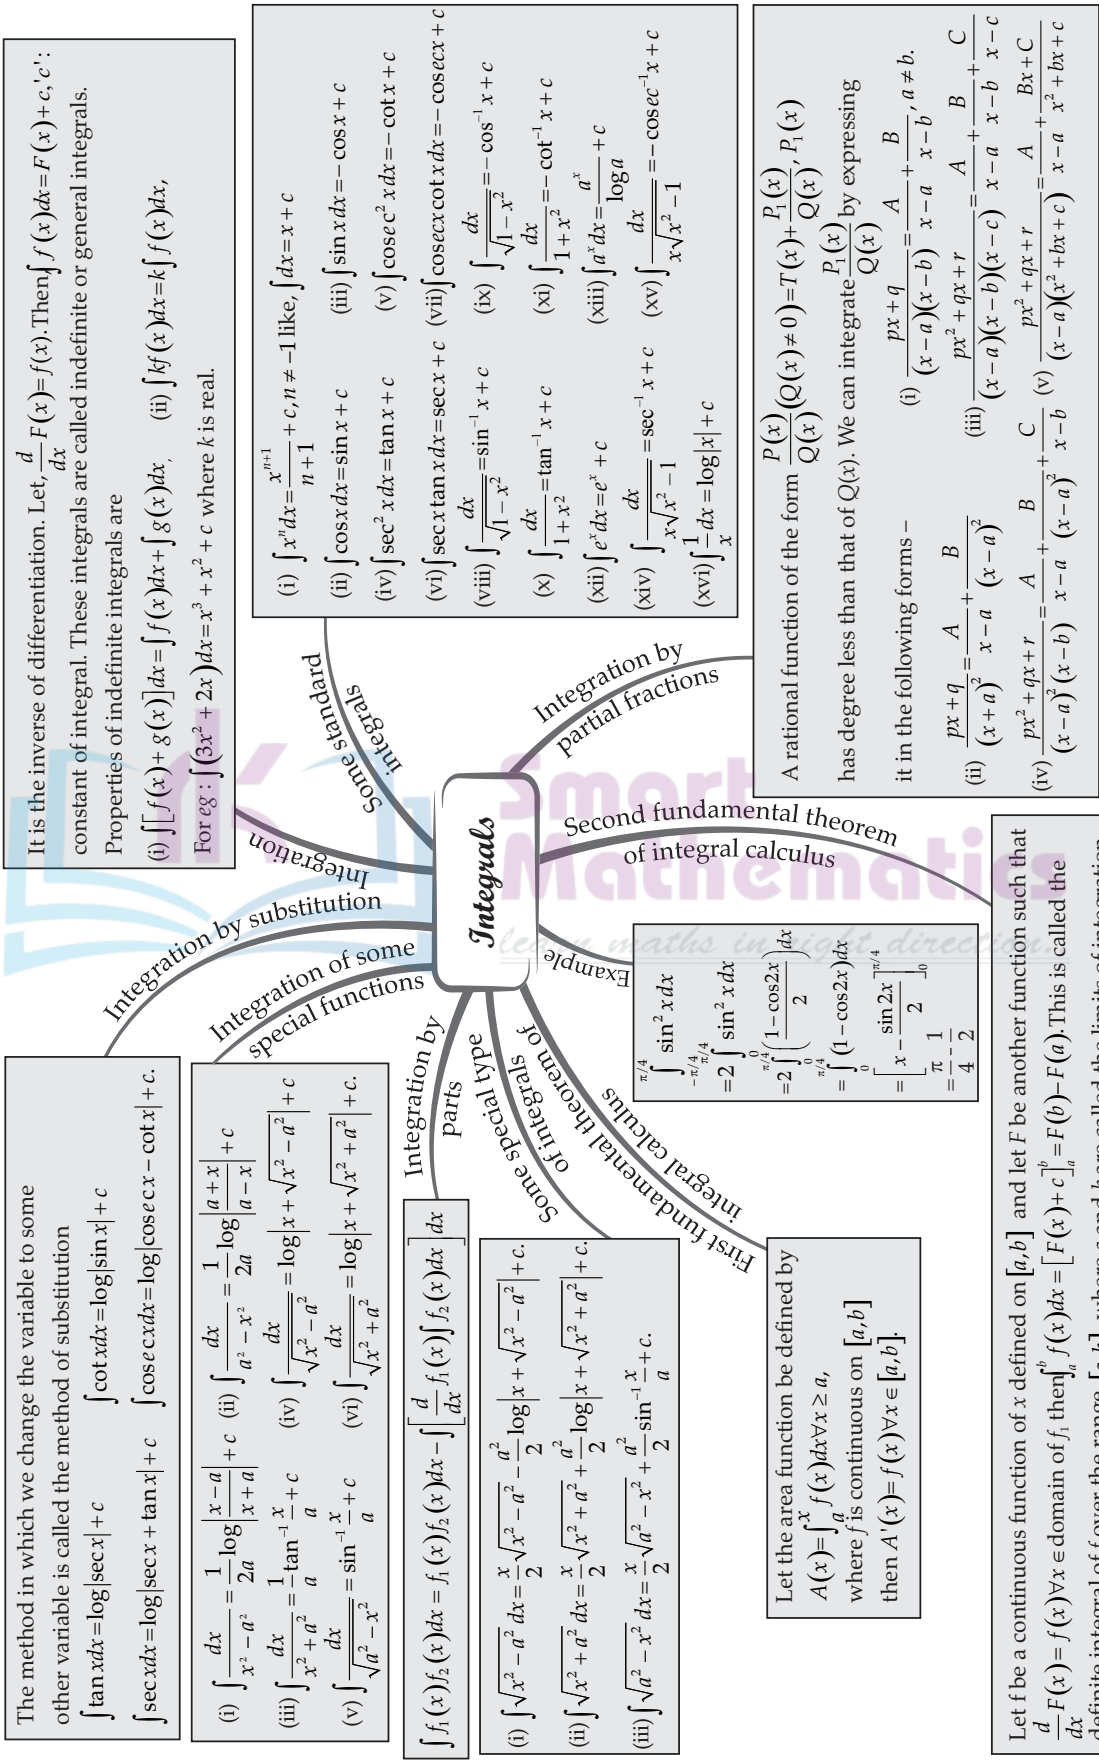 Integrals
Integration
It is the inverse of differentiation. Let, d/dx F(x) = f(x). Then ∫ f(x)dx = F(x) + c, 'c' :
constant of integral. These integrals are called indefinite or general integrals.
Properties of indefinite integrals are
(i) ∫[f(x) + g(x)]dx = ∫ f(x)dx + ∫ g(x)dx, (ii) ∫ kf(x)dx = k∫ f(x)dx,
For eg : ∫(3x² + 2x)dx = x³ + x² + c where k is real.
Some standard
integrals
(i) ∫ xⁿdx = xⁿ⁺¹/(n+1) + c, n ≠ −1 like, ∫ dx = x + c
(ii) ∫ cos x dx = sin x + c (iii) ∫ sin x dx = − cos x + c
(iv) ∫ sec² x dx = tan x + c (v) ∫ cosec² x dx = − cot x + c
(vi) ∫ sec x tan x dx = sec x + c (vii) ∫ cosec x cot x dx = − cosec x + c
(viii) ∫ dx/√(1 − x²) = sin⁻¹ x + c (ix) ∫ dx/√(1 − x²) = − cos⁻¹ x + c
(x) ∫ dx/(1 + x²) = tan⁻¹ x + c (xi) ∫ dx/(1 + x²) = − cot⁻¹ x + c
(xii) ∫ eˣdx = eˣ + c (xiii) ∫ aˣdx = aˣ/log a + c
(xiv) ∫ dx/(x√(x² − 1)) = sec⁻¹ x + c (xv) ∫ dx/(x√(x² − 1)) = − cosec⁻¹ x + c
(xvi) ∫ 1/x dx = log|x| + c
Integration by
partial fractions
A rational function of the form P(x)/Q(x) (Q(x) ≠ 0) = T(x) + P₁(x)/Q(x), P₁(x)
has degree less than that of Q(x). We can integrate P₁(x)/Q(x) by expressing
it in the following forms –
(i) (px + q)/((x − a)(x − b)) = A/(x − a) + B/(x − b), a ≠ b.
(ii) (px + q)/(x + a)² = A/(x − a) + B/(x − a)² (iii) (px² + qx + r)/((x − a)(x − b)(x − c)) = A/(x − a) + B/(x − b) + C/(x − c)
(iv) (px² + qx + r)/((x − a)²(x − b)) = A/(x − a) + B/(x − a)² + C/(x − b) (v) (px² + qx + r)/((x − a)(x² + bx + c)) = A/(x − a) + (Bx + C)/(x² + bx + c)
Second fundamental theorem
of integral calculus
Let f be a continuous function of x defined on [a,b] and let F be another function such that
d/dx F(x) = f(x) ∀ x ∈ domain of f₁ then ∫ₐᵇ f(x)dx = [F(x) + c]ₐᵇ = F(b) − F(a). This is called the
definite integral of f over the range [a,b], where a and b are called the limits of integration
Example
∫_{−π/4}^{π/4} sin² x dx
= 2∫₀^{π/4} sin² x dx
= 2∫₀^{π/4} ((1 − cos 2x)/2) dx
= ∫₀^{π/4} (1 − cos 2x)dx
= [x − sin 2x/2]₀^{π/4}
= π/4 − 1/2
First fundamental theorem of
integral calculus
Let the area function be defined by
A(x) = ∫ₐˣ f(x)dx ∀ x ≥ a,
where f is continuous on [a,b]
then A'(x) = f(x) ∀ x ∈ [a,b].
Some special type
of integrals
(i) ∫√(x² − a²) dx = x/2 √(x² − a²) − a²/2 log|x + √(x² − a²)| + c.
(ii) ∫√(x² + a²) dx = x/2 √(x² + a²) + a²/2 log|x + √(x² + a²)| + c.
(iii) ∫√(a² − x²) dx = x/2 √(a² − x²) + a²/2 sin⁻¹ x/a + c.
Integration by
parts
∫ f₁(x)f₂(x)dx = f₁(x)∫ f₂(x)dx − ∫[d/dx f₁(x)∫ f₂(x)dx]dx
Integration of some
special functions
(i) ∫ dx/(x² − a²) = 1/2a log|(x − a)/(x + a)| + c (ii) ∫ dx/(a² − x²) = 1/2a log|(a + x)/(a − x)| + c
(iii) ∫ dx/(x² + a²) = 1/a tan⁻¹ x/a + c (iv) ∫ dx/√(x² − a²) = log|x + √(x² − a²)| + c
(v) ∫ dx/√(a² − x²) = sin⁻¹ x/a + c (vi) ∫ dx/√(x² + a²) = log|x + √(x² + a²)| + c.
Integration by substitution
The method in which we change the variable to some
other variable is called the method of substitution
∫ tan x dx = log|sec x| + c ∫ cot x dx = log|sin x| + c
∫ sec x dx = log|sec x + tan x| + c ∫ cosec x dx = log|cosec x − cot x| + c.
Smart
Mathematics
learn maths in right direction...